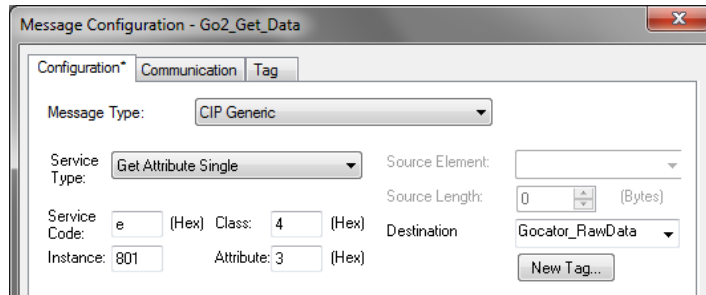 Message Configuration - Go2_Get_Data
Configuration* Communication Tag
Message Type: CIP Generic
Service Type: Get Attribute Single
Source Element:
Source Length: 0 (Bytes)
Service Code: e (Hex) Class: 4 (Hex)
Destination Gocator_RawData
Instance: 801 Attribute: 3 (Hex)
New Tag...